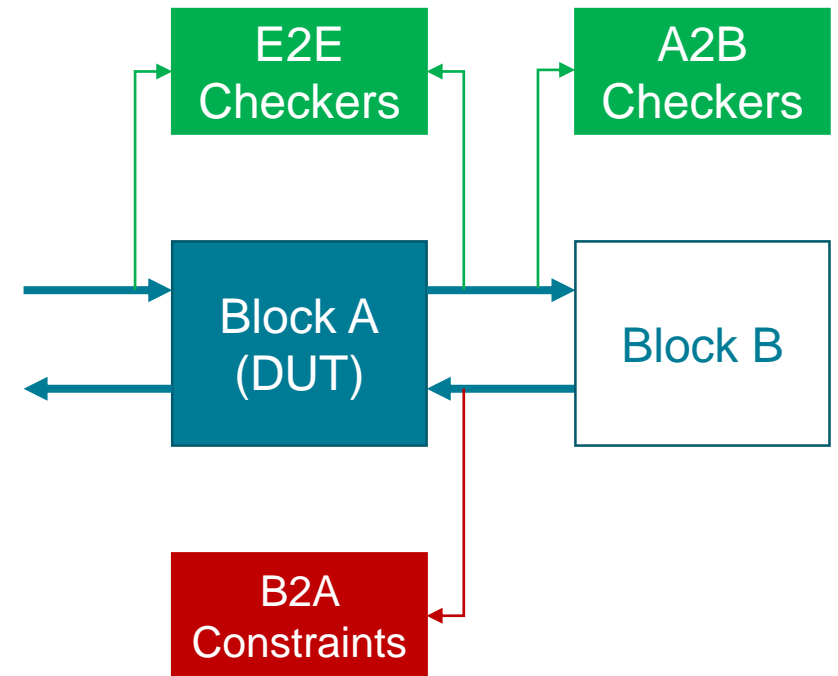 E2E
Checkers
A2B
Checkers
Block A
(DUT)
Block B
B2A
Constraints